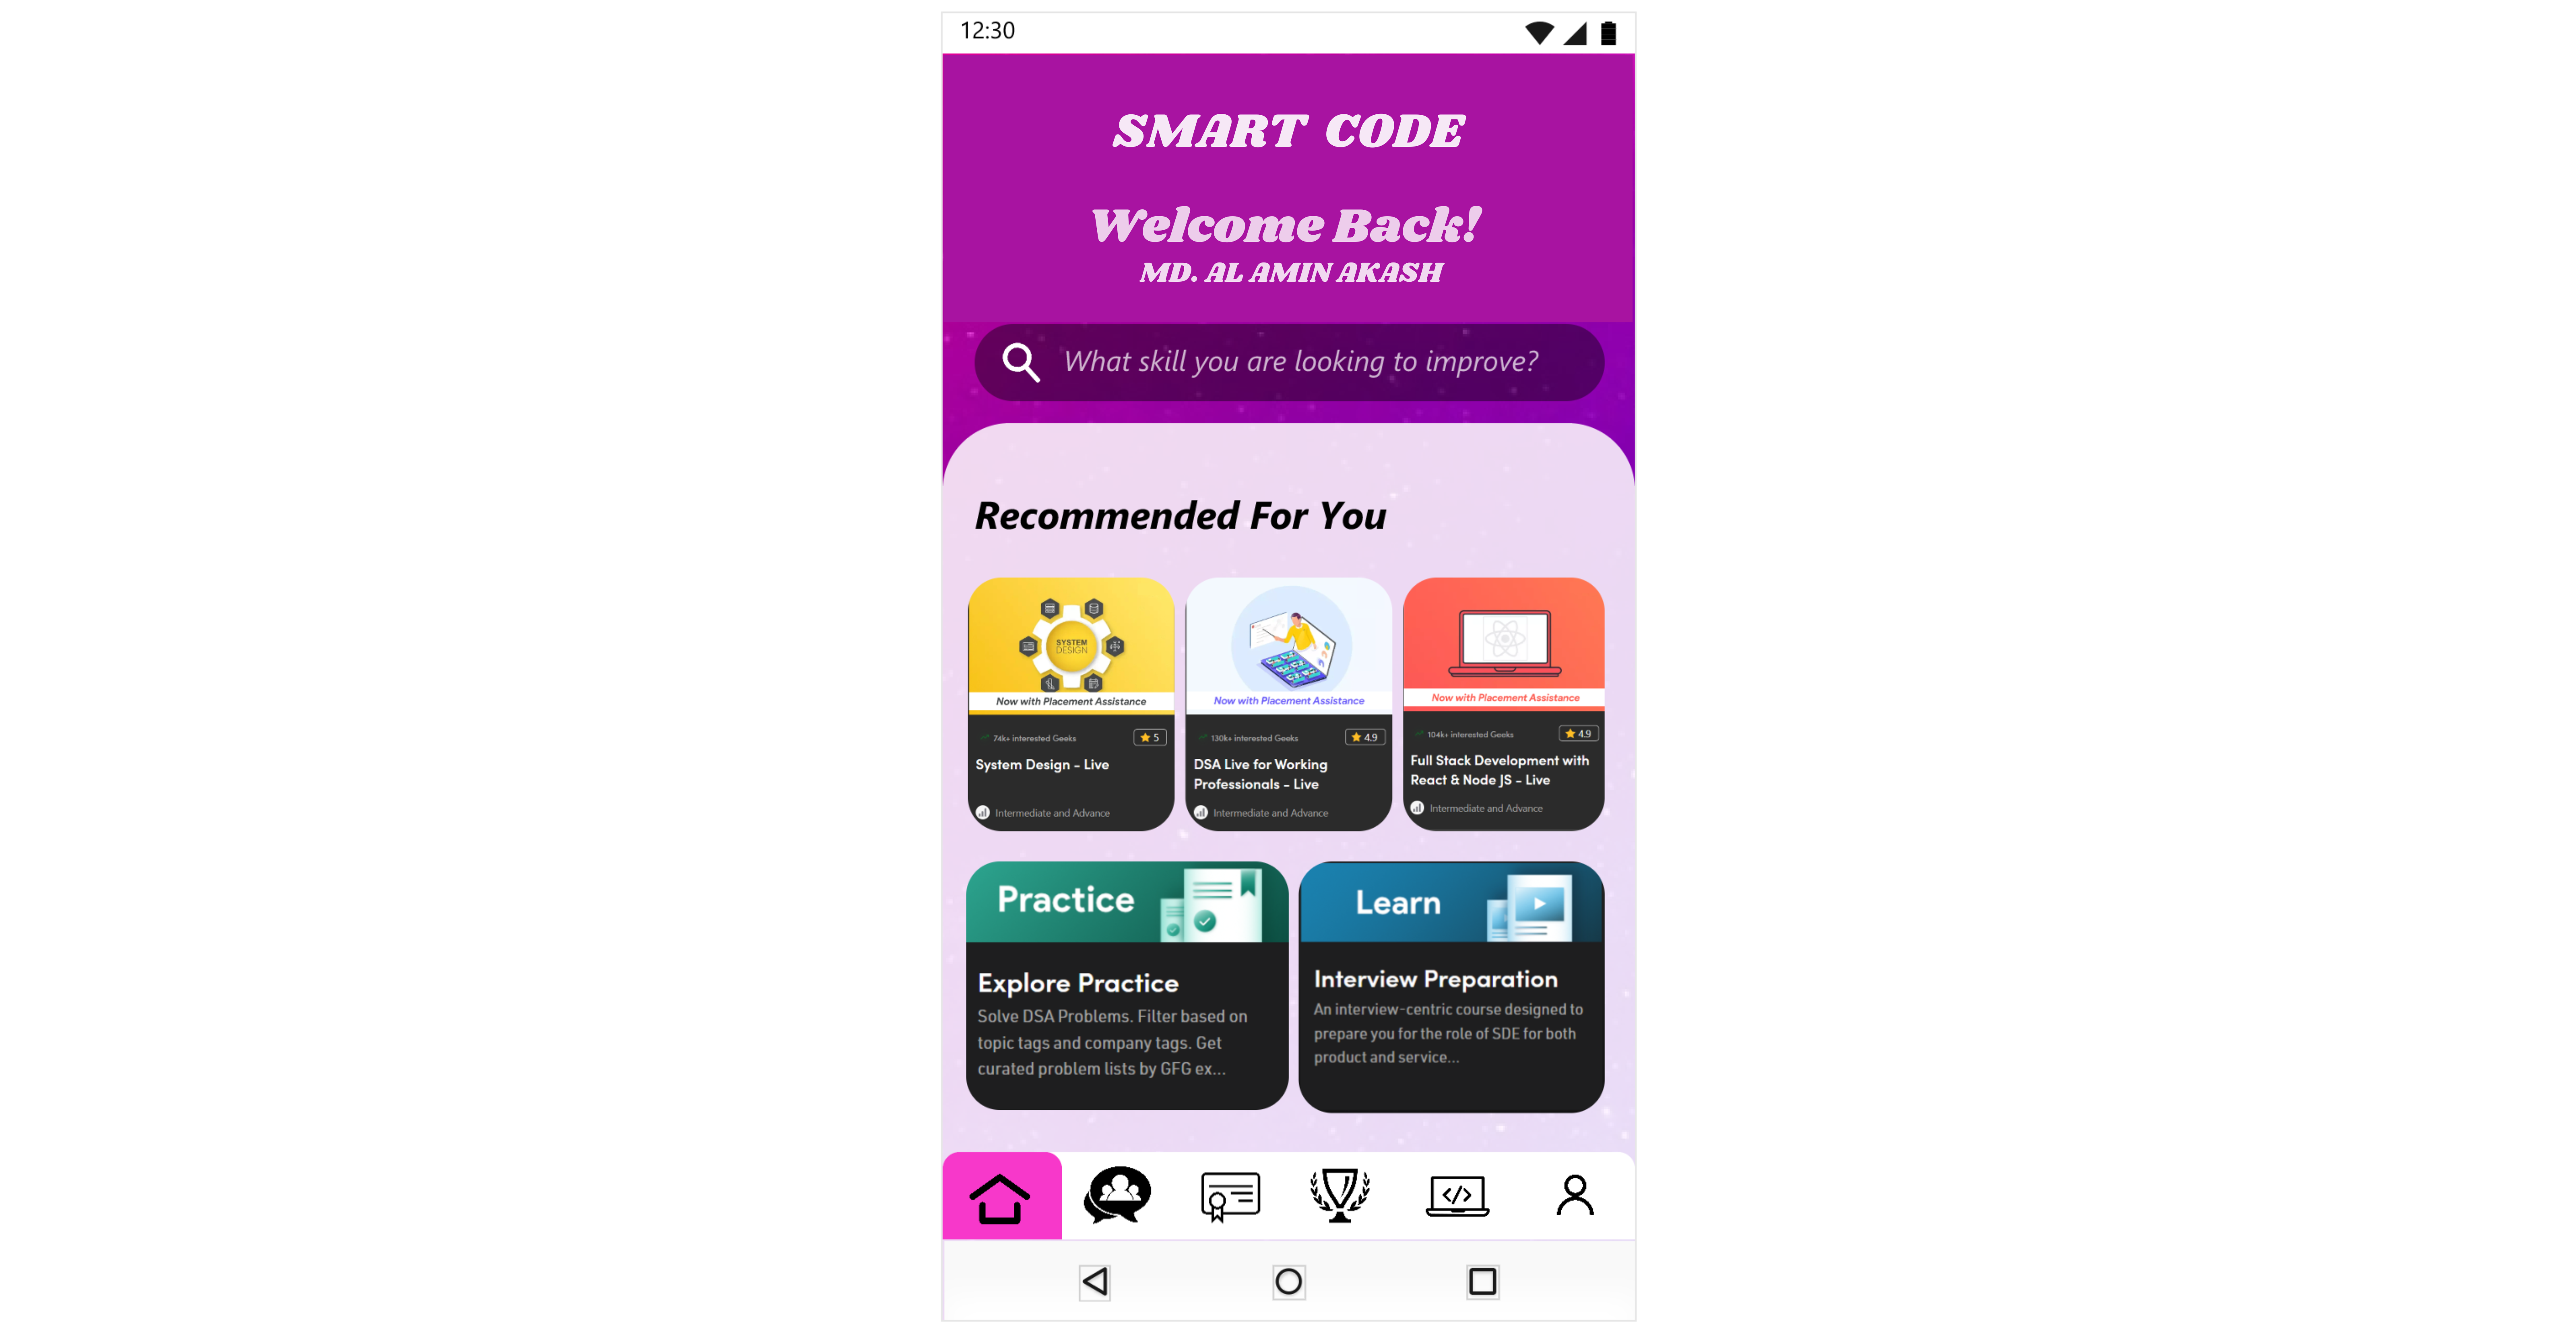 12:30
SMART CODE
Welcome Back!
MD. AL AMIN AKASH
What skill you are looking to improve?
Recommended For You
SYSTEM
DESIGN
Now with Placement Assistance
74k+ interested Geeks
5
System Design - Live
Intermediate and Advance
Now with Placement Assistance
130k+ interested Geeks
4.9
DSA Live for Working
Professionals - Live
Intermediate and Advance
Now with Placement Assistance
104k+ interested Geeks
4.9
Full Stack Development with
React & Node JS - Live
Intermediate and Advance
Practice
Explore Practice
Solve DSA Problems. Filter based on
topic tags and company tags. Get
curated problem lists by GFG ex...
Learn
Interview Preparation
An interview-centric course designed to
prepare you for the role of SDE for both
product and service...
</>